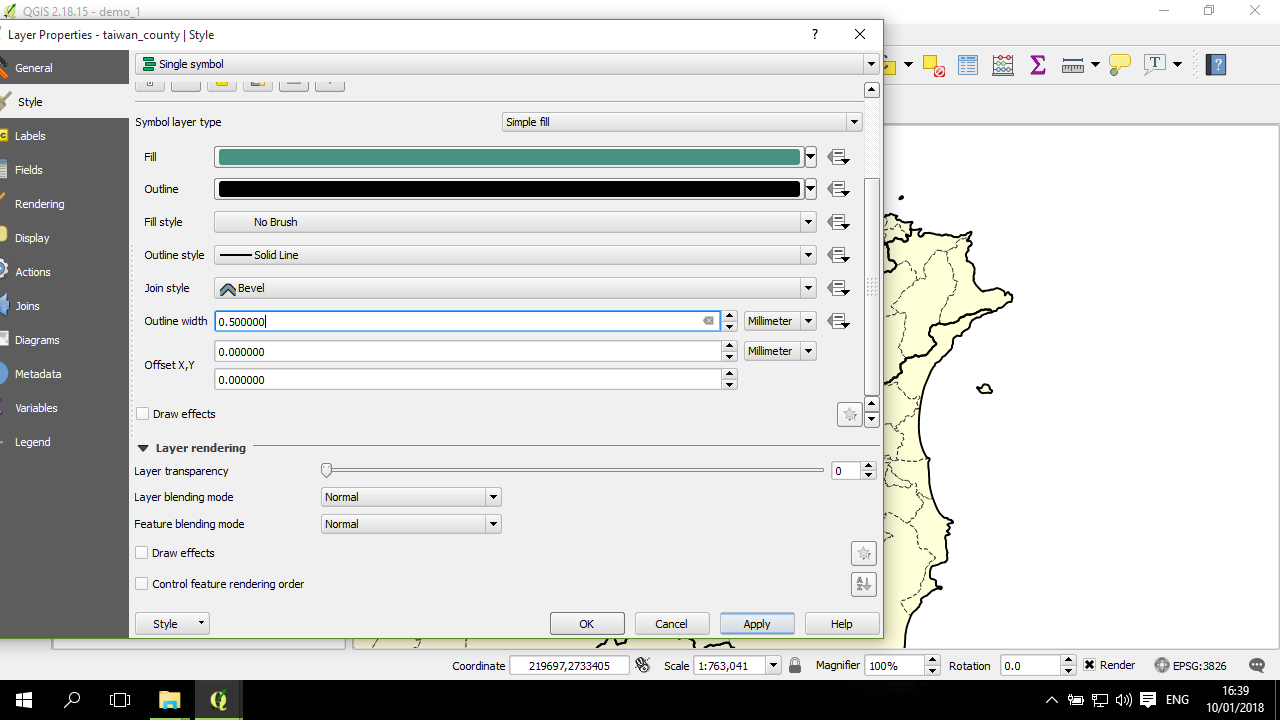 QGIS 2.18.15 - demo_1
Layer Properties - taiwan_county | Style
?
General
Style
Labels
Fields
Rendering
Display
Actions
Joins
Diagrams
Metadata
Variables
Legend
Single symbol
Symbol layer type
Simple fill
Fill
Outline
Fill style
No Brush
Outline style
Solid Line
Join style
Bevel
Outline width
0.500000
Millimeter
Offset X,Y
0.000000
Millimeter
0.000000
Draw effects
Layer rendering
Layer transparency
0
Layer blending mode
Normal
Feature blending mode
Normal
Draw effects
Control feature rendering order
Style
OK
Cancel
Apply
Help
Coordinate 219697,2733405 Scale 1:763,041 Magnifier 100% Rotation 0.0 Render EPSG:3826
ENG
16:39
10/01/2018